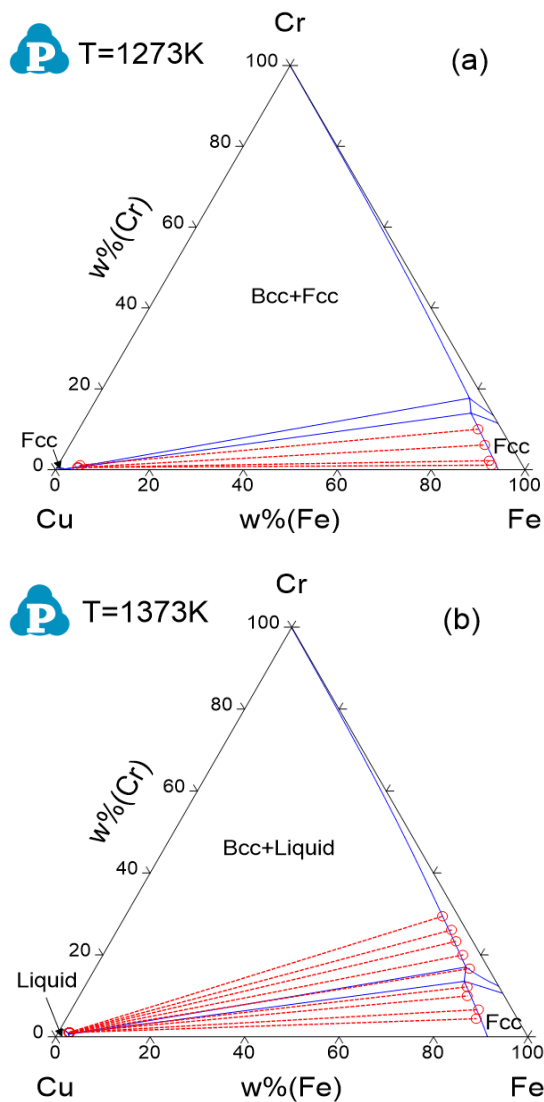 Cr
P T=1273K (a)
100
80
w%(Cr)
60
40
Bcc+Fcc
20
Fcc
Fcc
0
0 20 40 60 80 100
Cu w%(Fe) Fe
Cr
P T=1373K (b)
100
80
w%(Cr)
60
Bcc+Liquid
40
20
Liquid
Fcc
0
0 20 40 60 80 100
Cu w%(Fe) Fe